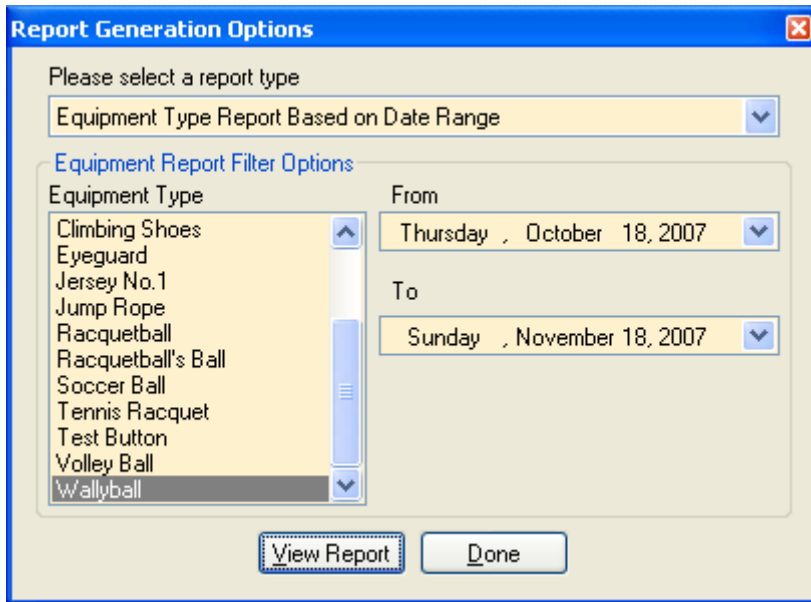 Report Generation Options
Please select a report type
Equipment Type Report Based on Date Range
Equipment Report Filter Options
Equipment Type
Climbing Shoes
Eyeguard
Jersey No.1
Jump Rope
Racquetball
Racquetball's Ball
Soccer Ball
Tennis Racquet
Test Button
Volley Ball
Wallyball
From
Thursday , October 18, 2007
To
Sunday , November 18, 2007
View Report
Done